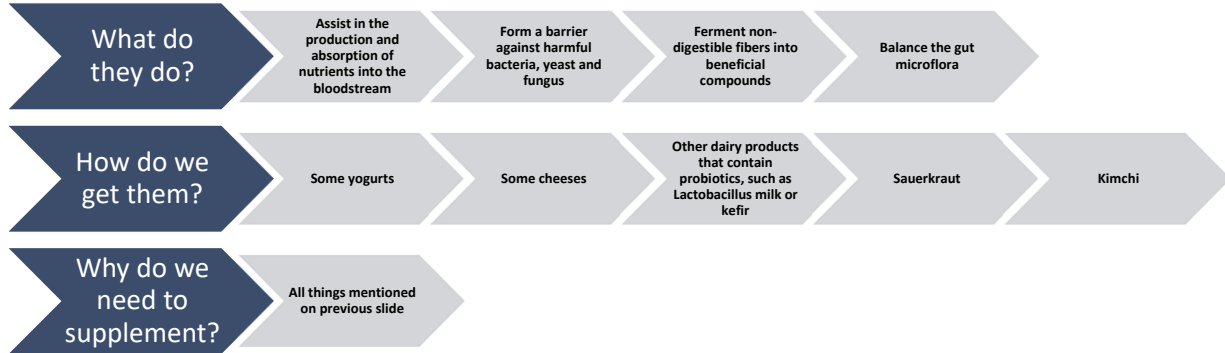 What do
they do?
Assist in the
production and
absorption of
nutrients into the
bloodstream
Form a barrier
against harmful
bacteria, yeast and
fungus
Ferment non-
digestible fibers into
beneficial
compounds
Balance the gut
microflora
How do we
get them?
Some yogurts
Some cheeses
Other dairy products
that contain
probiotics, such as
Lactobacillus milk or
kefir
Sauerkraut
Kimchi
Why do we
need to
supplement?
All things mentioned
on previous slide